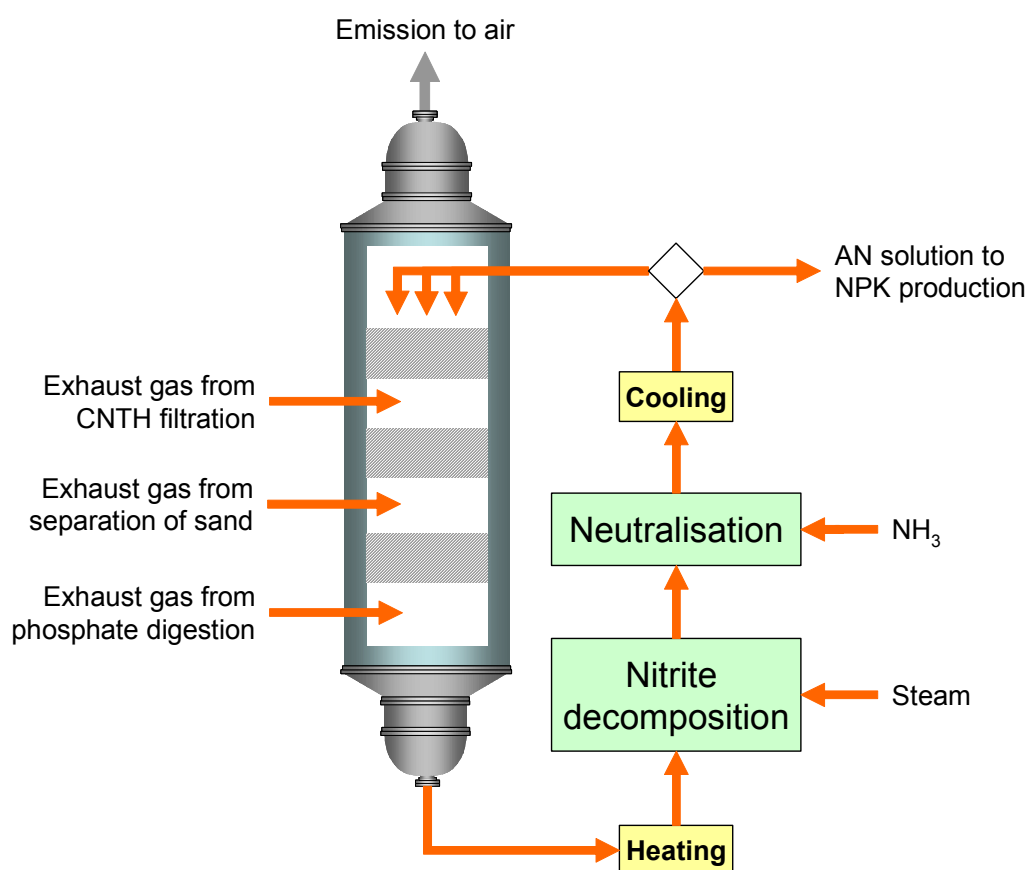 Emission to air
AN solution to
NPK production
Exhaust gas from
CNTH filtration
Cooling
Exhaust gas from
separation of sand
Neutralisation
NH₃
Exhaust gas from
phosphate digestion
Nitrite
decomposition
Steam
Heating